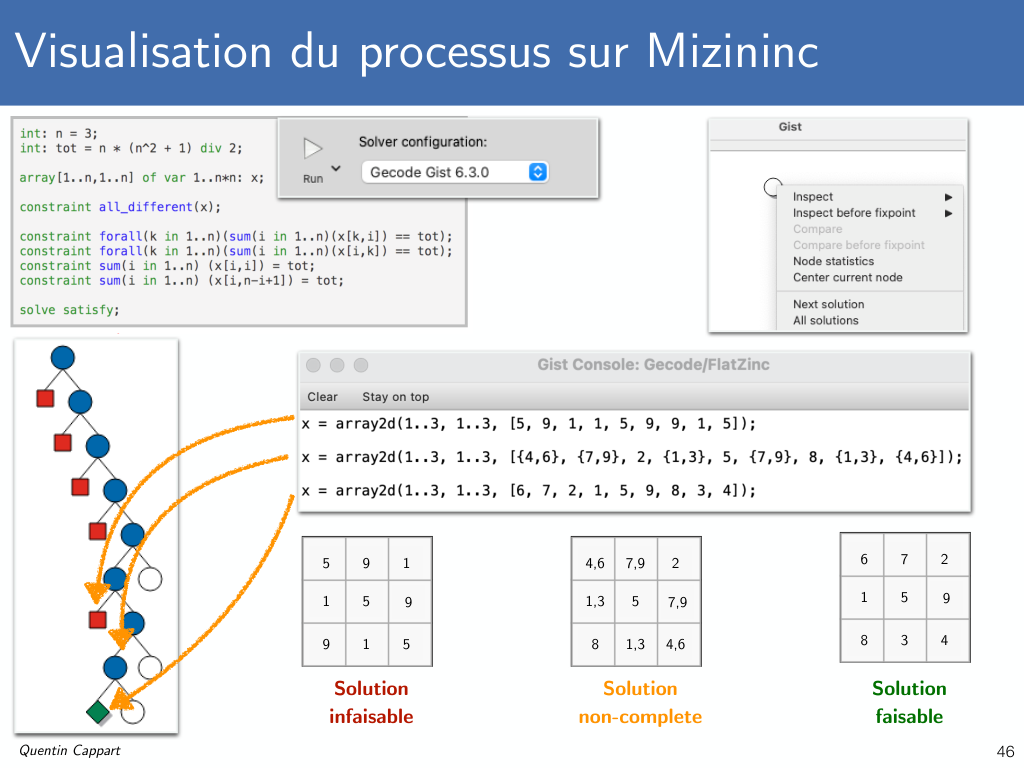 Visualisation du processus sur Mizininc
int: n = 3;
int: tot = n * (n^2 + 1) div 2;
array[1..n,1..n] of var 1..n*n: x;
constraint all_different(x);
constraint forall(k in 1..n)(sum(i in 1..n)(x[k,i]) == tot);
constraint forall(k in 1..n)(sum(i in 1..n)(x[i,k]) == tot);
constraint sum(i in 1..n) (x[i,i]) = tot;
constraint sum(i in 1..n) (x[i,n-i+1]) = tot;
solve satisfy;
Run
Solver configuration:
Gecode Gist 6.3.0
Gist
Inspect
Inspect before fixpoint
Compare
Compare before fixpoint
Node statistics
Center current node
Next solution
All solutions
Gist Console: Gecode/FlatZinc
Clear Stay on top
x = array2d(1..3, 1..3, [5, 9, 1, 1, 5, 9, 9, 1, 5]);
x = array2d(1..3, 1..3, [{4,6}, {7,9}, 2, {1,3}, 5, {7,9}, 8, {1,3}, {4,6}]);
x = array2d(1..3, 1..3, [6, 7, 2, 1, 5, 9, 8, 3, 4]);
5 9 1
1 5 9
9 1 5
Solution
infaisable
4,6 7,9 2
1,3 5 7,9
8 1,3 4,6
Solution
non-complete
6 7 2
1 5 9
8 3 4
Solution
faisable
Quentin Cappart
46